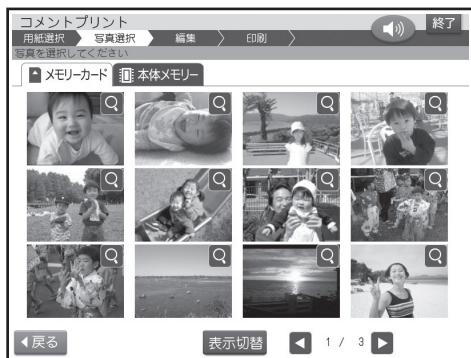 コメントプリント
終了
用紙選択 写真選択 編集 印刷
写真を選択してください
メモリーカード 本体メモリー
戻る 表示切替 1 / 3